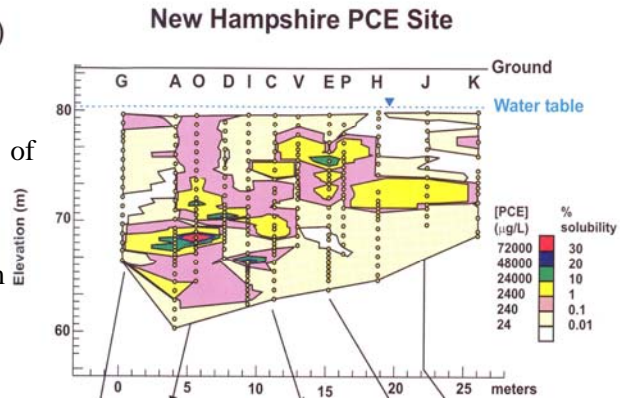 New Hampshire PCE Site
)
Ground
G A O D I C V E P H J K
Water table
80
of
Elevation (m)
70
60
n
[PCE] %
(µg/L) solubility
72000 30
48000 20
24000 10
2400 1
240 0.1
24 0.01
0 5 10 15 20 25 meters